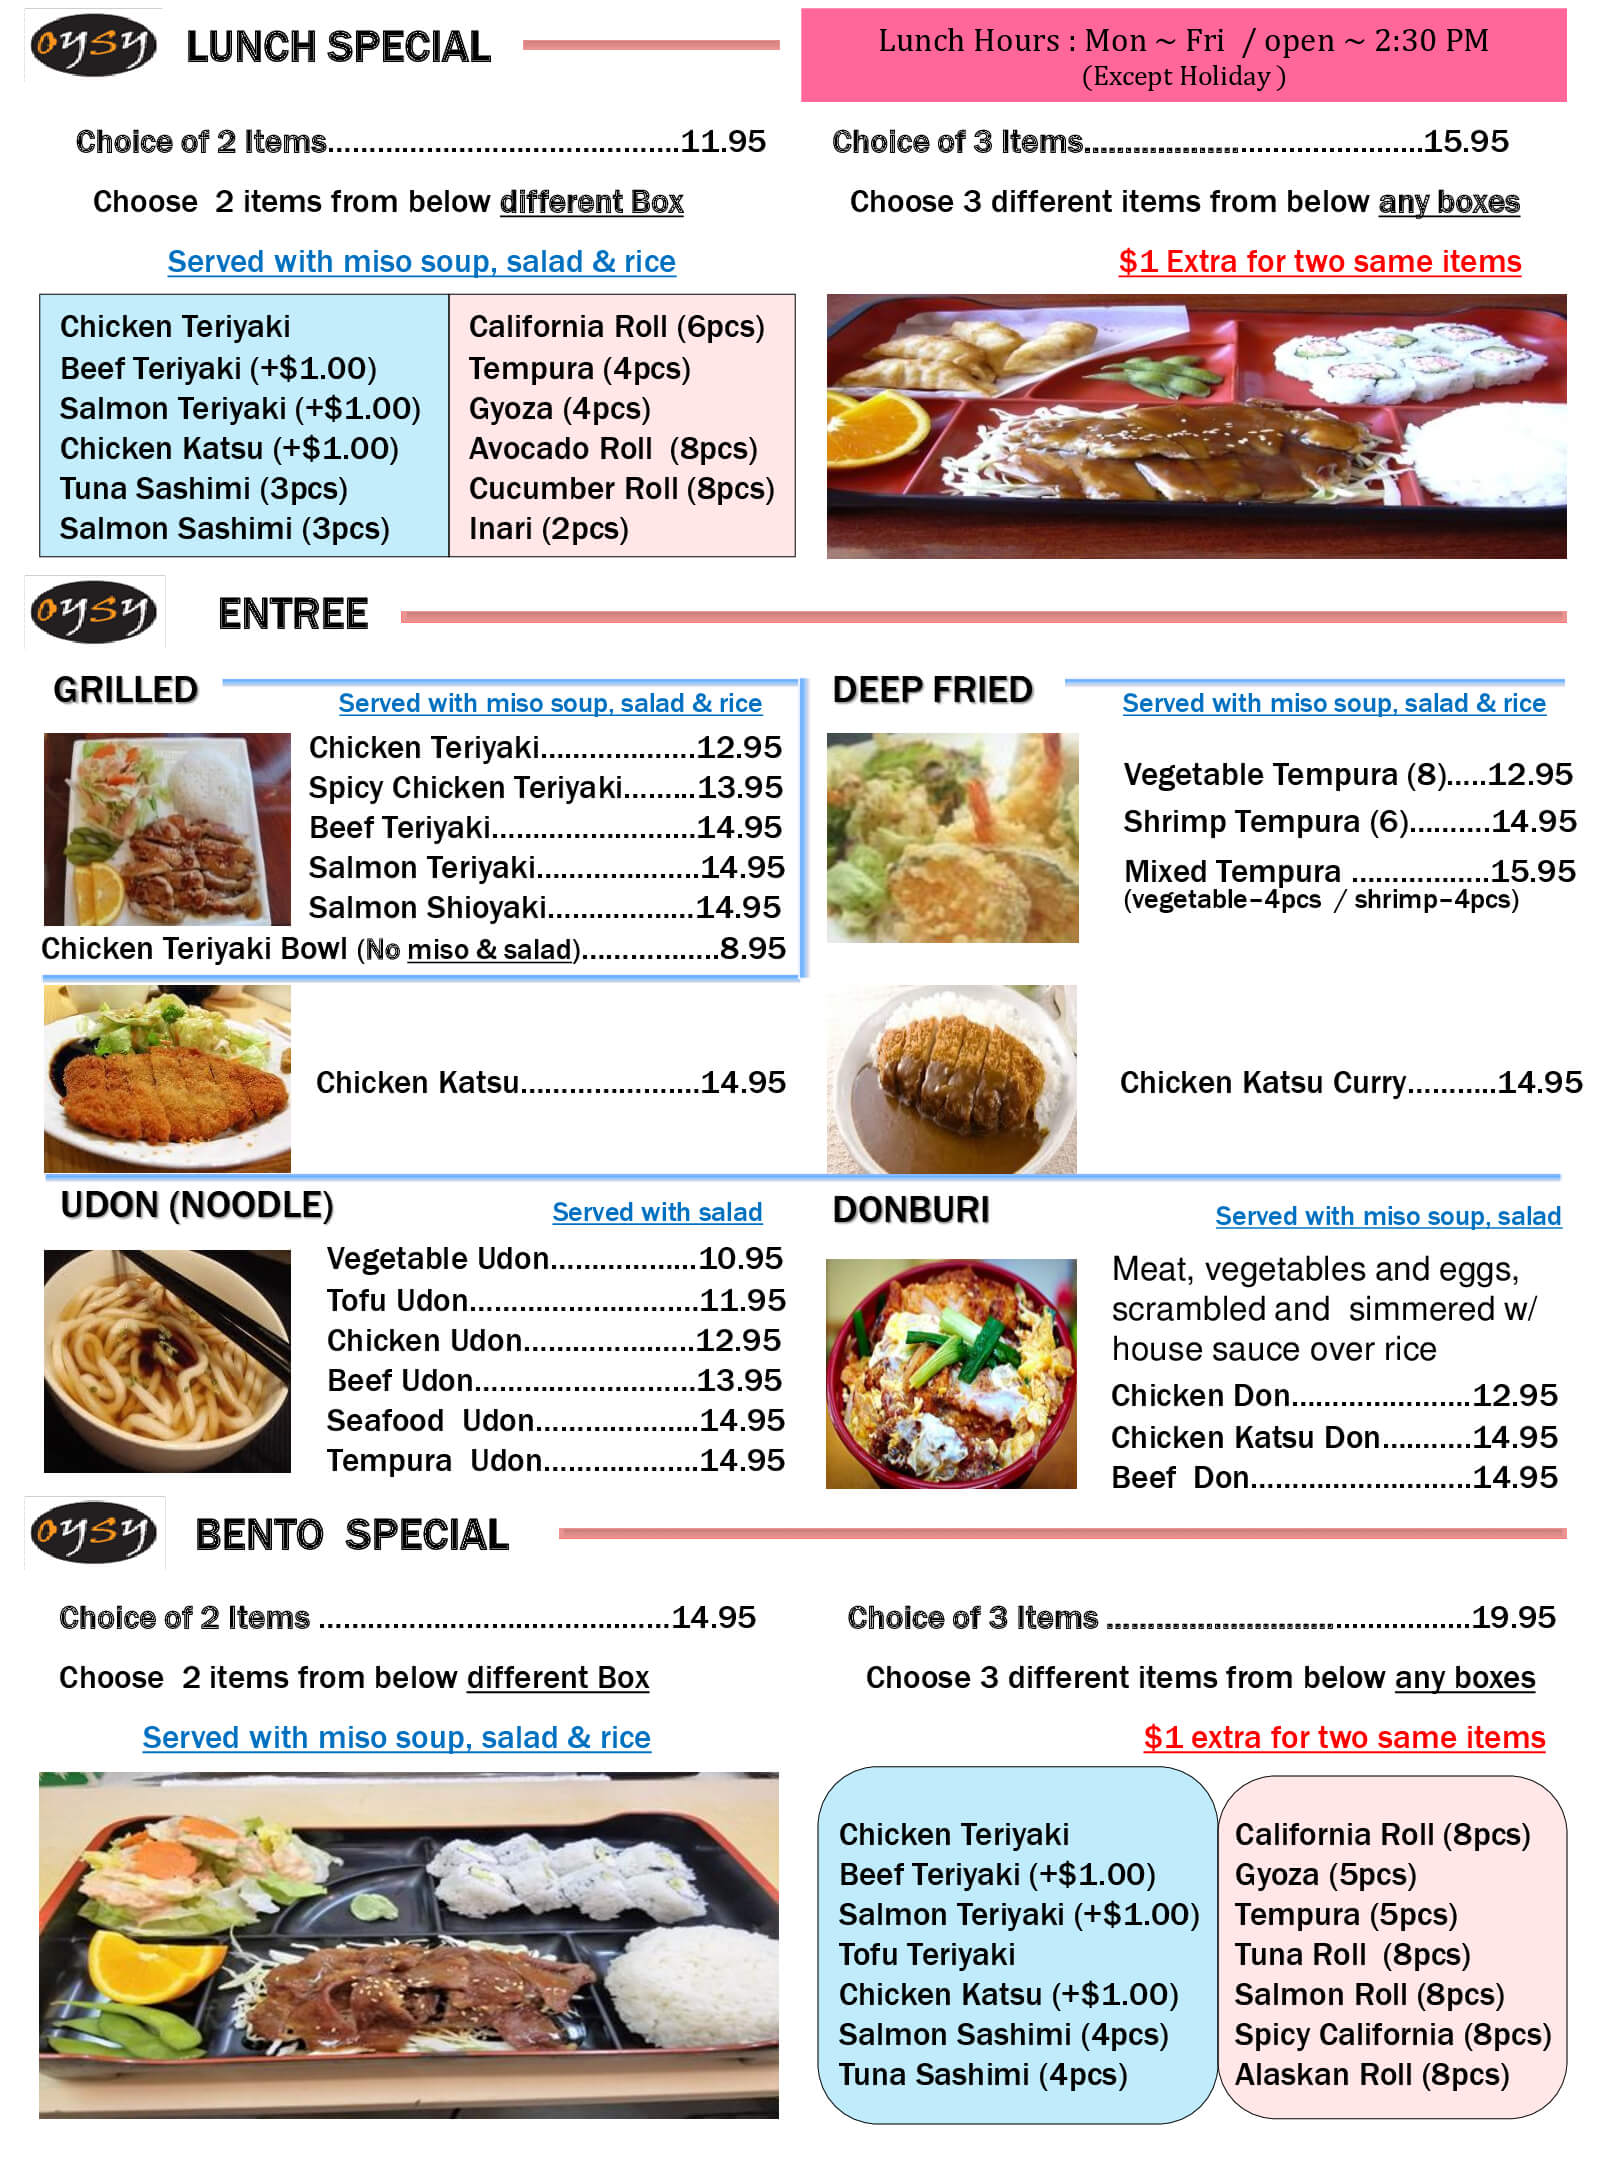 oysy LUNCH SPECIAL
Lunch Hours : Mon ~ Fri / open ~ 2:30 PM
(Except Holiday )
Choice of 2 Items...........................................11.95
Choose 2 items from below different Box
Served with miso soup, salad & rice
Choice of 3 Items..........................................15.95
Choose 3 different items from below any boxes
$1 Extra for two same items
Chicken Teriyaki
Beef Teriyaki (+$1.00)
Salmon Teriyaki (+$1.00)
Chicken Katsu (+$1.00)
Tuna Sashimi (3pcs)
Salmon Sashimi (3pcs)
California Roll (6pcs)
Tempura (4pcs)
Gyoza (4pcs)
Avocado Roll (8pcs)
Cucumber Roll (8pcs)
Inari (2pcs)
oysy ENTREE
GRILLED
Served with miso soup, salad & rice
Chicken Teriyaki...................12.95
Spicy Chicken Teriyaki.........13.95
Beef Teriyaki.........................14.95
Salmon Teriyaki....................14.95
Salmon Shioyaki..................14.95
Chicken Teriyaki Bowl (No miso & salad).................8.95
Chicken Katsu......................14.95
DEEP FRIED
Served with miso soup, salad & rice
Vegetable Tempura (8).....12.95
Shrimp Tempura (6)..........14.95
Mixed Tempura .................15.95
(vegetable-4pcs / shrimp-4pcs)
Chicken Katsu Curry...........14.95
UDON (NOODLE)
Served with salad
Vegetable Udon..................10.95
Tofu Udon............................11.95
Chicken Udon.....................12.95
Beef Udon...........................13.95
Seafood Udon....................14.95
Tempura Udon...................14.95
DONBURI
Served with miso soup, salad
Meat, vegetables and eggs,
scrambled and simmered w/
house sauce over rice
Chicken Don......................12.95
Chicken Katsu Don...........14.95
Beef Don...........................14.95
oysy BENTO SPECIAL
Choice of 2 Items ...........................................14.95
Choose 2 items from below different Box
Served with miso soup, salad & rice
Choice of 3 Items ............................................19.95
Choose 3 different items from below any boxes
$1 extra for two same items
Chicken Teriyaki
Beef Teriyaki (+$1.00)
Salmon Teriyaki (+$1.00)
Tofu Teriyaki
Chicken Katsu (+$1.00)
Salmon Sashimi (4pcs)
Tuna Sashimi (4pcs)
California Roll (8pcs)
Gyoza (5pcs)
Tempura (5pcs)
Tuna Roll (8pcs)
Salmon Roll (8pcs)
Spicy California (8pcs)
Alaskan Roll (8pcs)